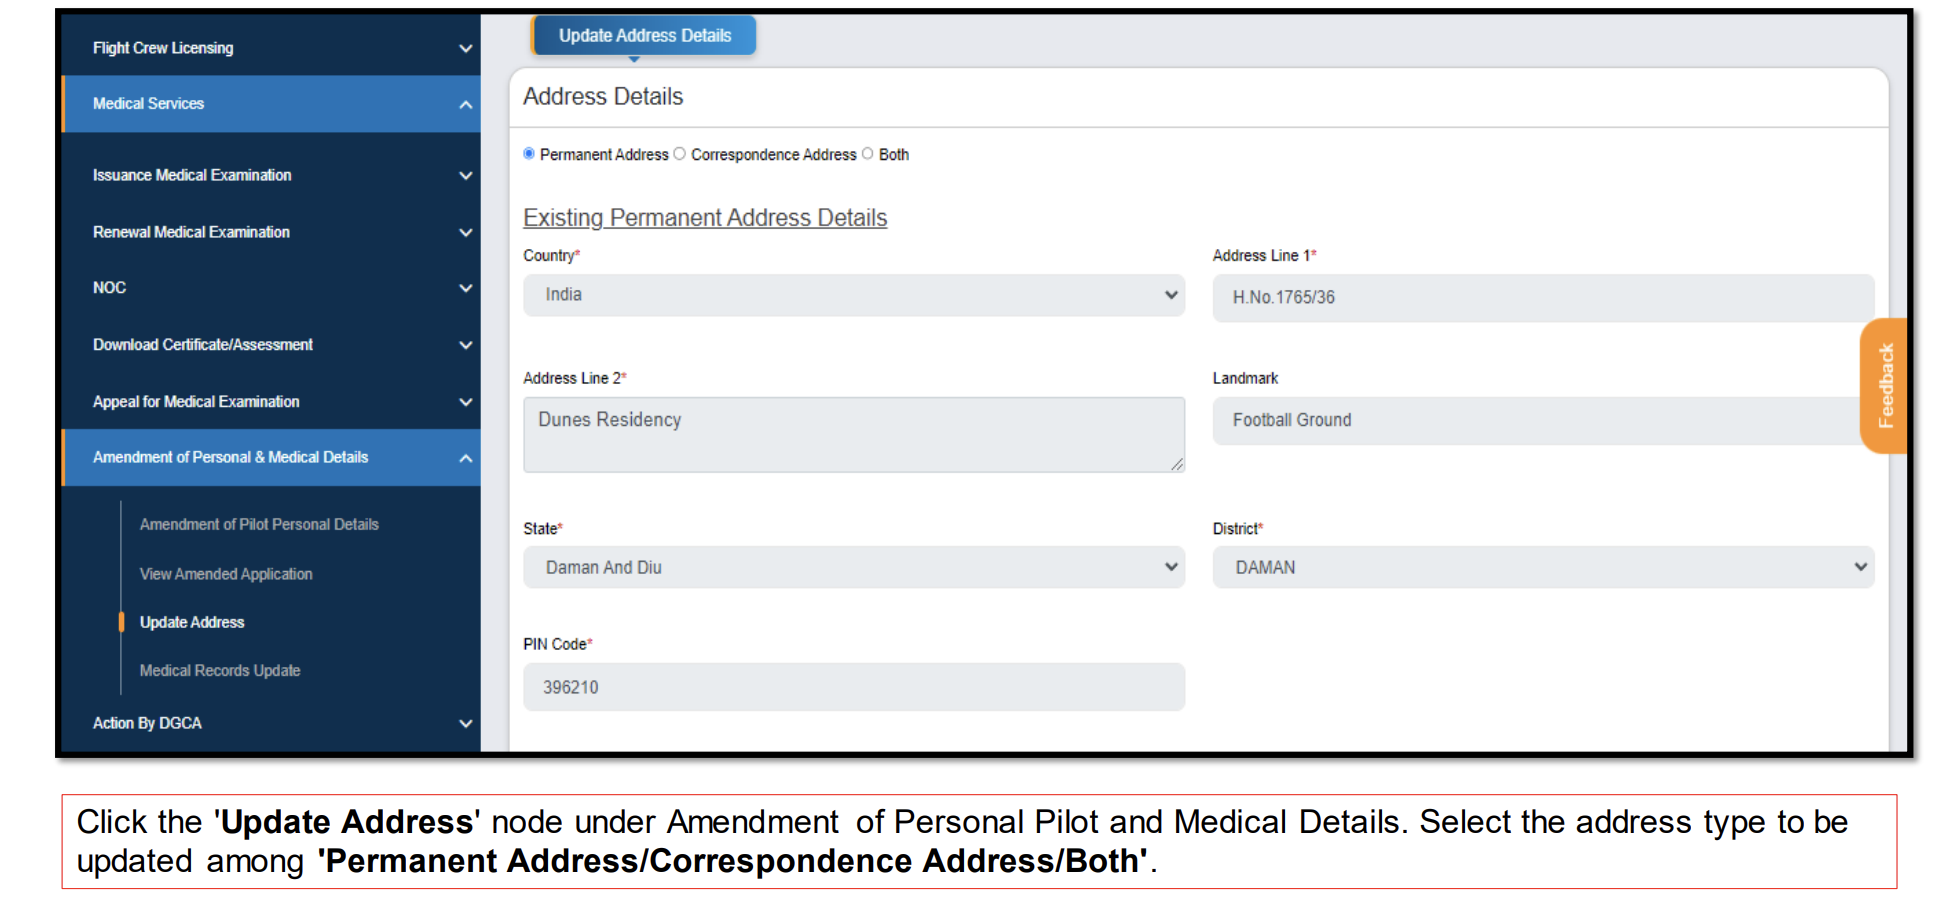 Flight Crew Licensing
Medical Services
Issuance Medical Examination
Renewal Medical Examination
NOC
Download Certificate/Assessment
Appeal for Medical Examination
Amendment of Personal & Medical Details
Amendment of Pilot Personal Details
View Amended Application
Update Address
Medical Records Update
Action By DGCA
Update Address Details
Address Details
Permanent Address Correspondence Address Both
Existing Permanent Address Details
Country* Address Line 1*
India H.No.1765/36
Address Line 2* Landmark
Dunes Residency Football Ground
State* District*
Daman And Diu DAMAN
PIN Code*
396210
Feedback
Click the 'Update Address' node under Amendment of Personal Pilot and Medical Details. Select the address type to be
updated among 'Permanent Address/Correspondence Address/Both'.